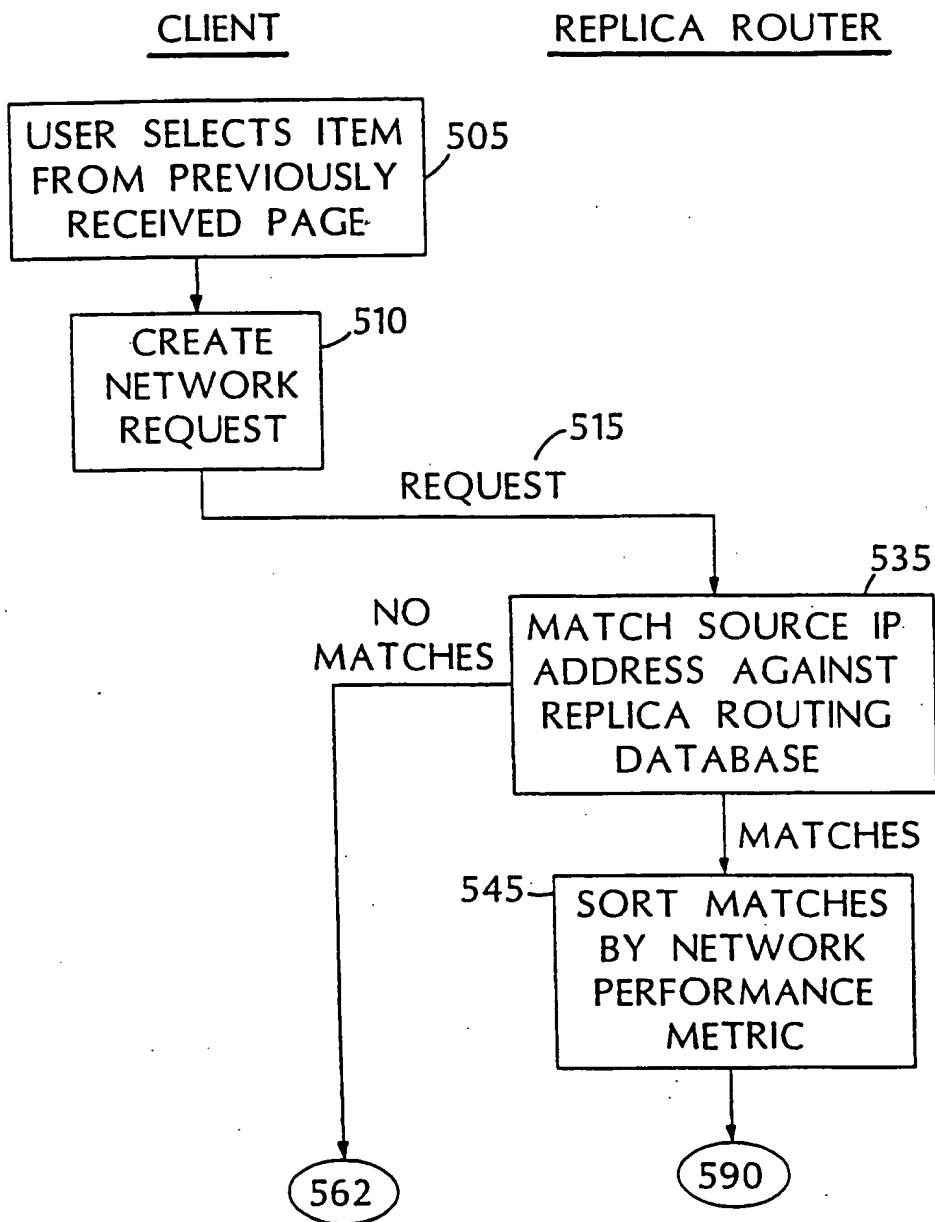 CLIENT
REPLICA ROUTER
USER SELECTS ITEM
FROM PREVIOUSLY
RECEIVED PAGE
505
CREATE
NETWORK
REQUEST
510
515
REQUEST
535
NO
MATCHES
MATCH SOURCE IP
ADDRESS AGAINST
REPLICA ROUTING
DATABASE
MATCHES
545
SORT MATCHES
BY NETWORK
PERFORMANCE
METRIC
562
590